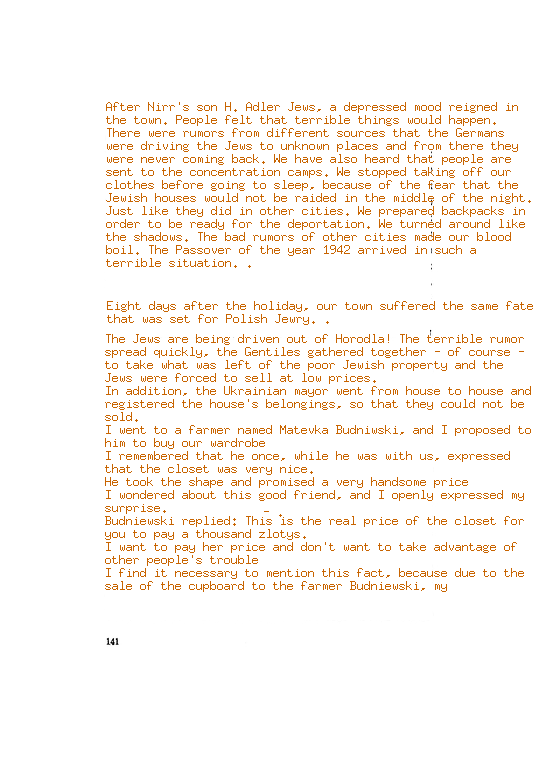 After Nirr's son H. Adler Jews, a depressed mood reigned in
the town. People felt that terrible things would happen.
There were rumors from different sources that the Germans
were driving the Jews to unknown places and from there they
were never coming back. We have also heard that people are
sent to the concentration camps. We stopped taking off our
clothes before going to sleep, because of the fear that the
Jewish houses would not be raided in the middle of the night.
Just like they did in other cities. We prepared backpacks in
order to be ready for the deportation. We turned around like
the shadows. The bad rumors of other cities made our blood
boil. The Passover of the year 1942 arrived in such a
terrible situation. .
Eight days after the holiday, our town suffered the same fate
that was set for Polish Jewry. .
The Jews are being driven out of Horodla! The terrible rumor
spread quickly, the Gentiles gathered together - of course -
to take what was left of the poor Jewish property and the
Jews were forced to sell at low prices.
In addition, the Ukrainian mayor went from house to house and
registered the house's belongings, so that they could not be
sold.
I went to a farmer named Matevka Budniwski, and I proposed to
him to buy our wardrobe
I remembered that he once, while he was with us, expressed
that the closet was very nice.
He took the shape and promised a very handsome price
I wondered about this good friend, and I openly expressed my
surprise.
Budniewski replied: This is the real price of the closet for
you to pay a thousand zlotys.
I want to pay her price and don't want to take advantage of
other people's trouble
I find it necessary to mention this fact, because due to the
sale of the cupboard to the farmer Budniewski, my
141